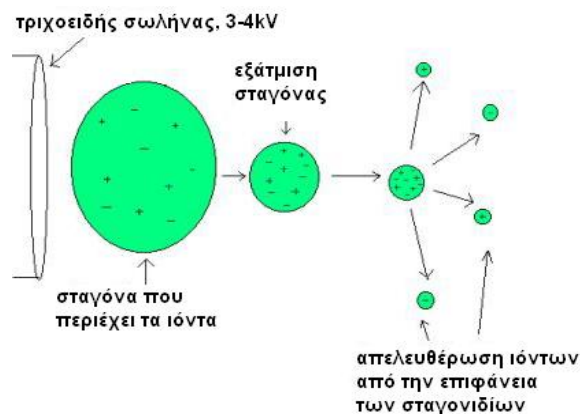 τριχοειδής σωλήνας, 3-4kV
εξάτμιση
σταγόνας
σταγόνα που
περιέχει τα ιόντα
απελευθέρωση ιόντων
από την επιφάνεια
των σταγονιδίων